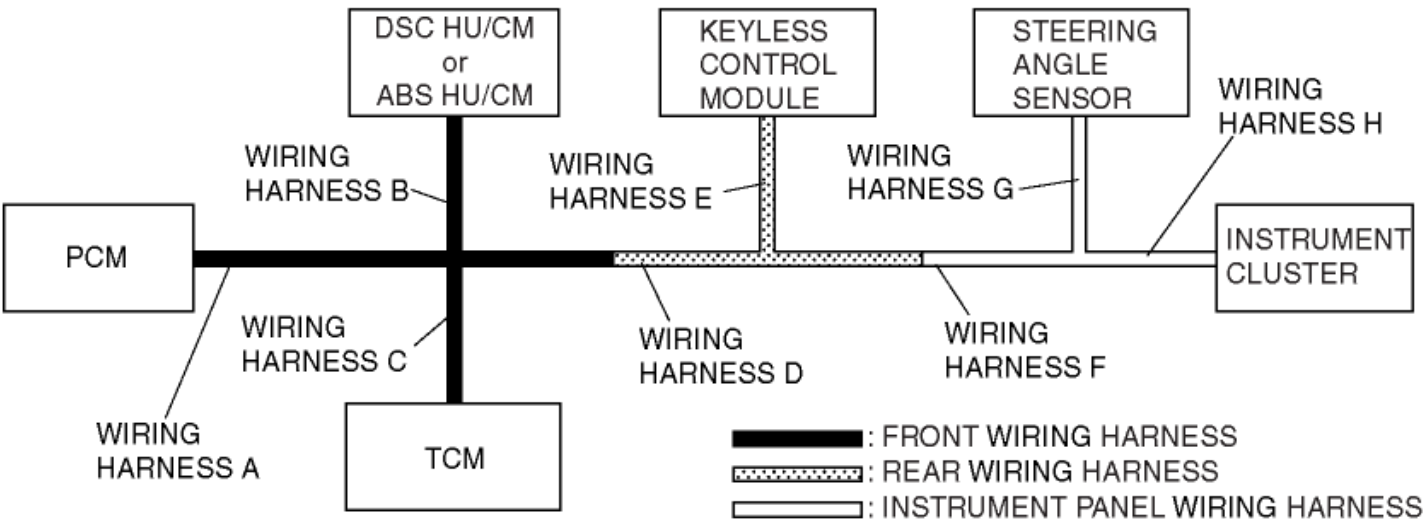 DSC HU/CM
or
ABS HU/CM
KEYLESS
CONTROL
MODULE
STEERING
ANGLE
SENSOR
WIRING
HARNESS H
WIRING
HARNESS B
WIRING
HARNESS E
WIRING
HARNESS G
PCM
INSTRUMENT
CLUSTER
WIRING
HARNESS C
WIRING
HARNESS D
WIRING
HARNESS F
WIRING
HARNESS A
TCM
: FRONT WIRING HARNESS
: REAR WIRING HARNESS
: INSTRUMENT PANEL WIRING HARNESS